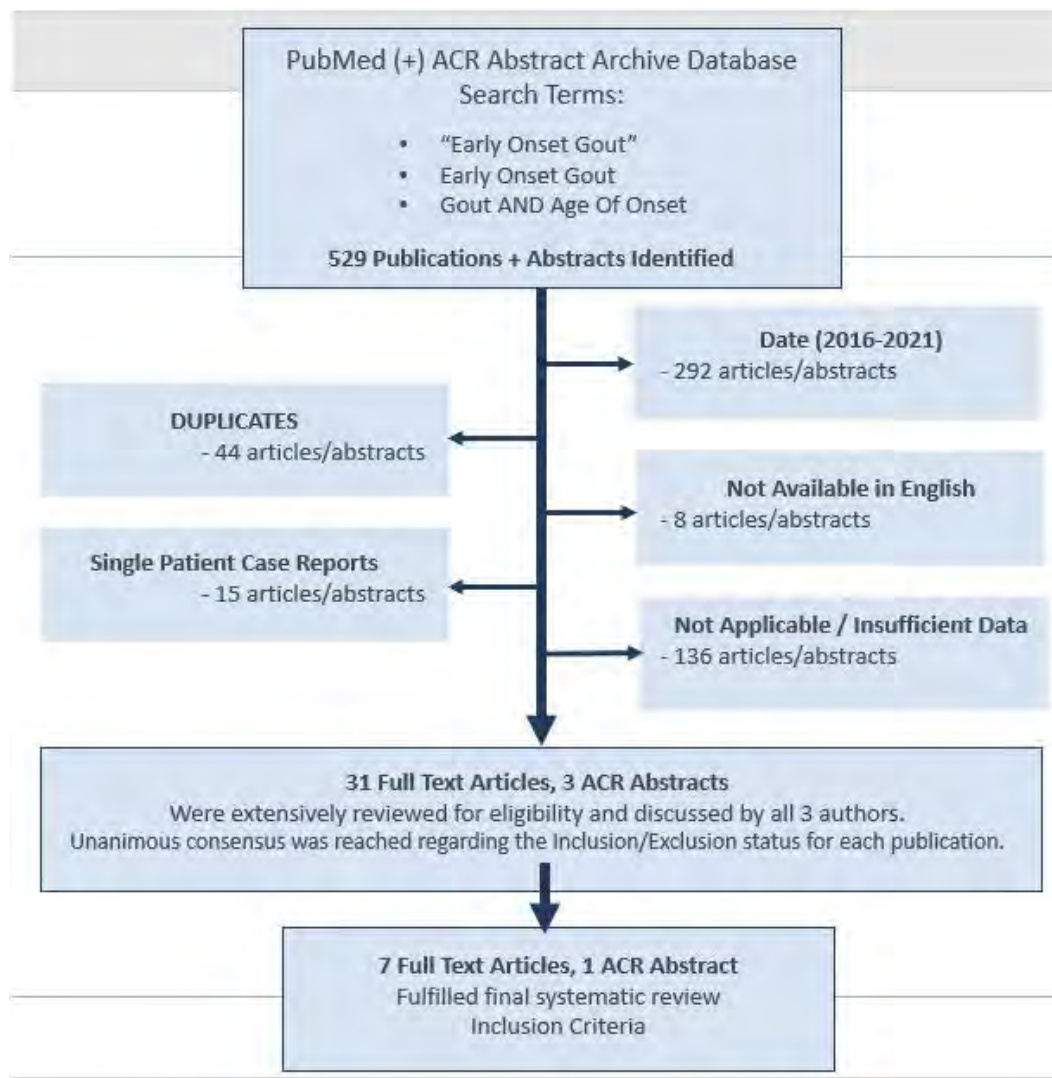 PubMed (+) ACR Abstract Archive Database
Search Terms:
• “Early Onset Gout”
• Early Onset Gout
• Gout AND Age Of Onset
529 Publications + Abstracts Identified
Date (2016-2021)
- 292 articles/abstracts
DUPLICATES
- 44 articles/abstracts
Not Available in English
- 8 articles/abstracts
Single Patient Case Reports
- 15 articles/abstracts
Not Applicable / Insufficient Data
- 136 articles/abstracts
31 Full Text Articles, 3 ACR Abstracts
Were extensively reviewed for eligibility and discussed by all 3 authors.
Unanimous consensus was reached regarding the Inclusion/Exclusion status for each publication.
7 Full Text Articles, 1 ACR Abstract
Fulfilled final systematic review
Inclusion Criteria